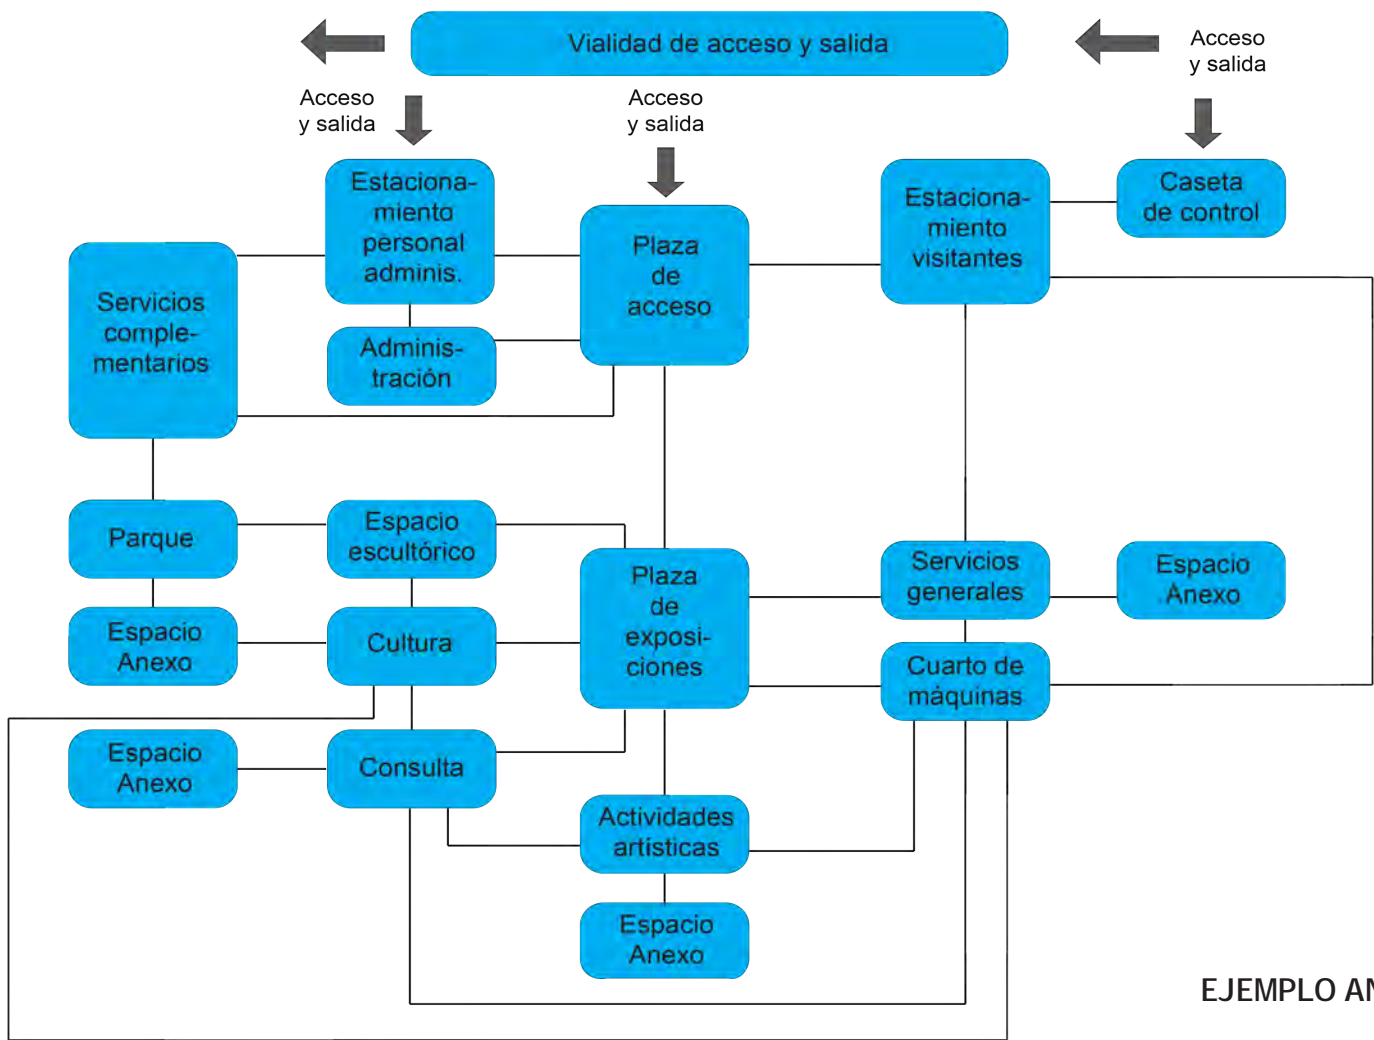 Vialidad de acceso y salida
Acceso
y salida
Acceso
y salida
Acceso
y salida
Estaciona-
miento
personal
adminis.
Plaza
de
acceso
Estaciona-
miento
visitantes
Caseta
de control
Servicios
comple-
mentarios
Adminis-
tración
Parque
Espacio
escultórico
Plaza
de
exposi-
ciones
Servicios
generales
Espacio
Anexo
Espacio
Anexo
Cultura
Cuarto de
máquinas
Espacio
Anexo
Consulta
Actividades
artísticas
Espacio
Anexo
EJEMPLO AN